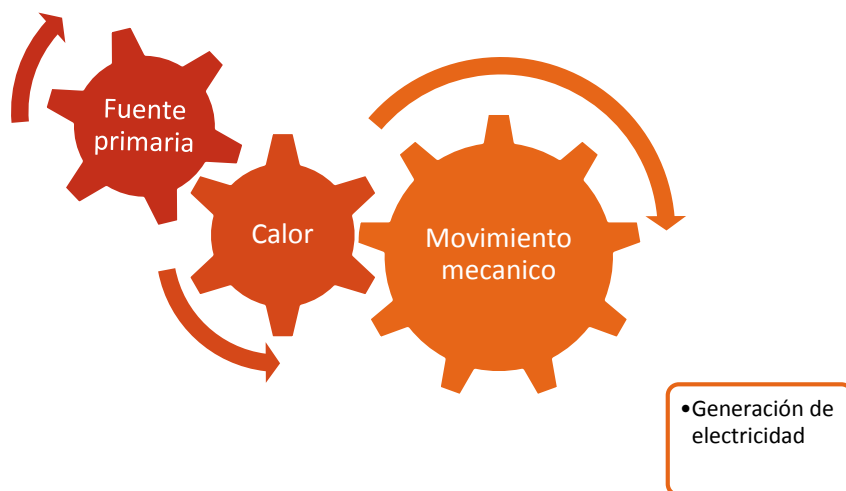 Fuente
primaria
Calor
Movimiento
mecanico
•Generación de
electricidad